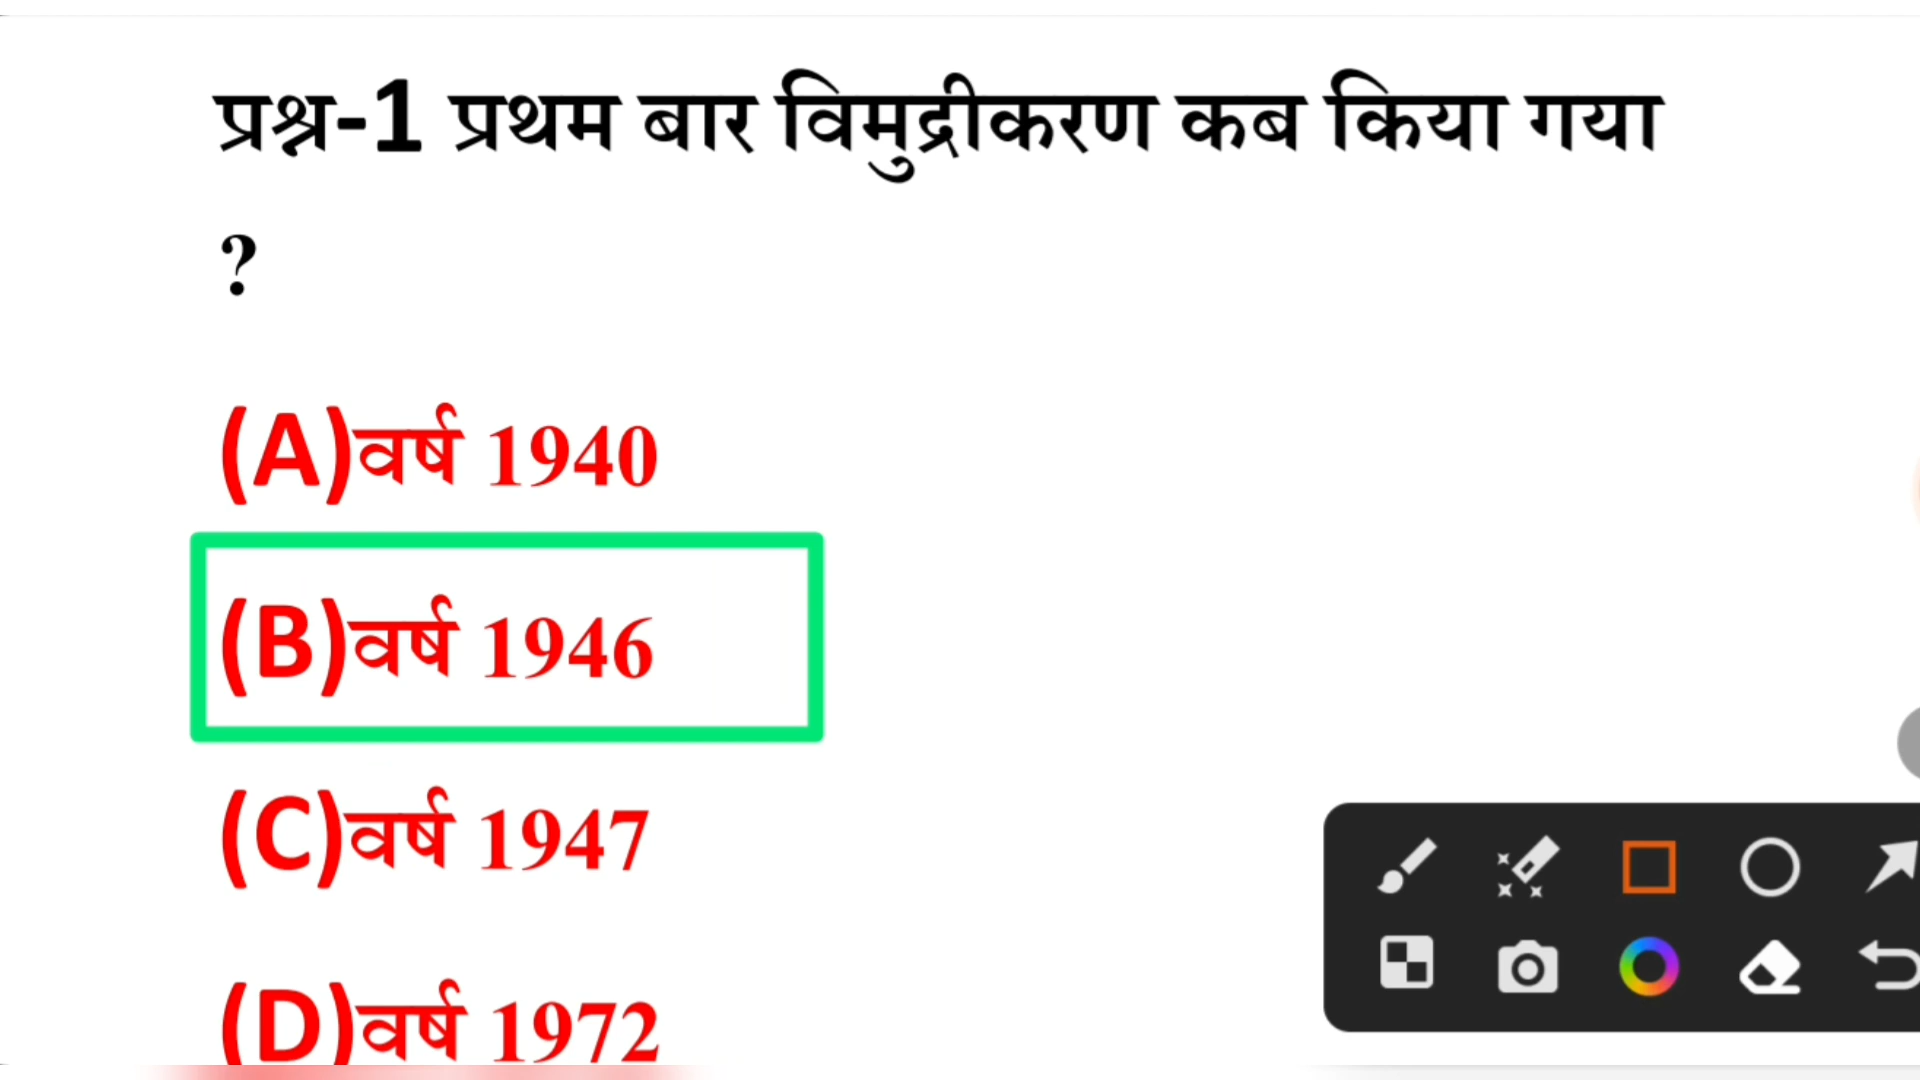 प्रश्न-1 प्रथम बार विमुद्रीकरण कब किया गया
?
(A)वर्ष 1940
(B)वर्ष 1946
(C)वर्ष 1947
(D)वर्ष 1972